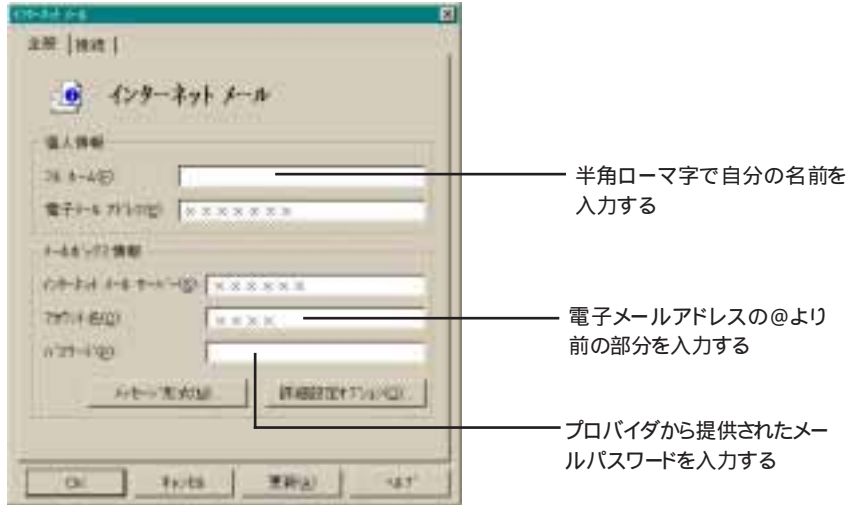 インターネット メール
全般
接続
インターネット メール
個人情報
フル ネーム(F)
電子メール アドレス(E)
×××××××
メールボックス情報
インターネット メール サーバー(S)
××××××
アカウント名(A)
××××
パスワード(P)
メッセージ形式(M)
詳細設定オプション(O)
OK
キャンセル
更新(A)
ヘルプ
半角ローマ字で自分の名前を
入力する
電子メールアドレスの@より
前の部分を入力する
プロバイダから提供されたメー
ルパスワードを入力する